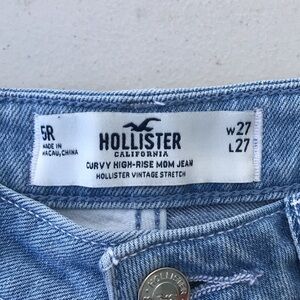 5R
MADE IN
MACAU, CHINA
HOLLISTER
CALIFORNIA
CURVY HIGH-RISE MOM JEAN
HOLLISTER VINTAGE STRETCH
W27
L27